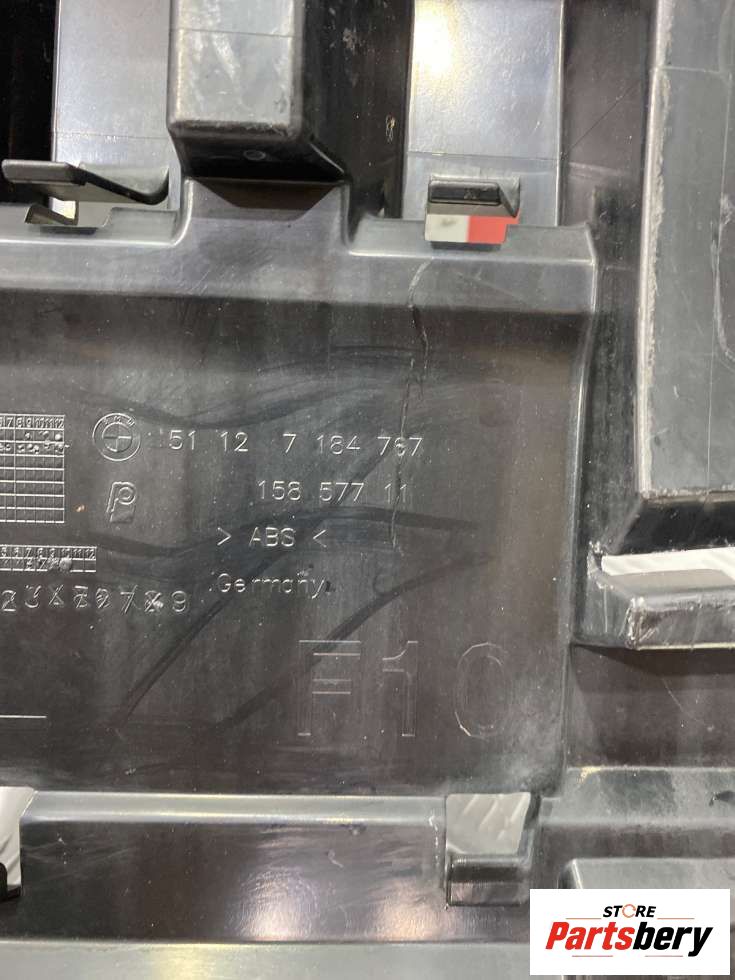 51 12 7 184 767
158 577 11
> ABS <
Germany
F10
STORE
Partsbery